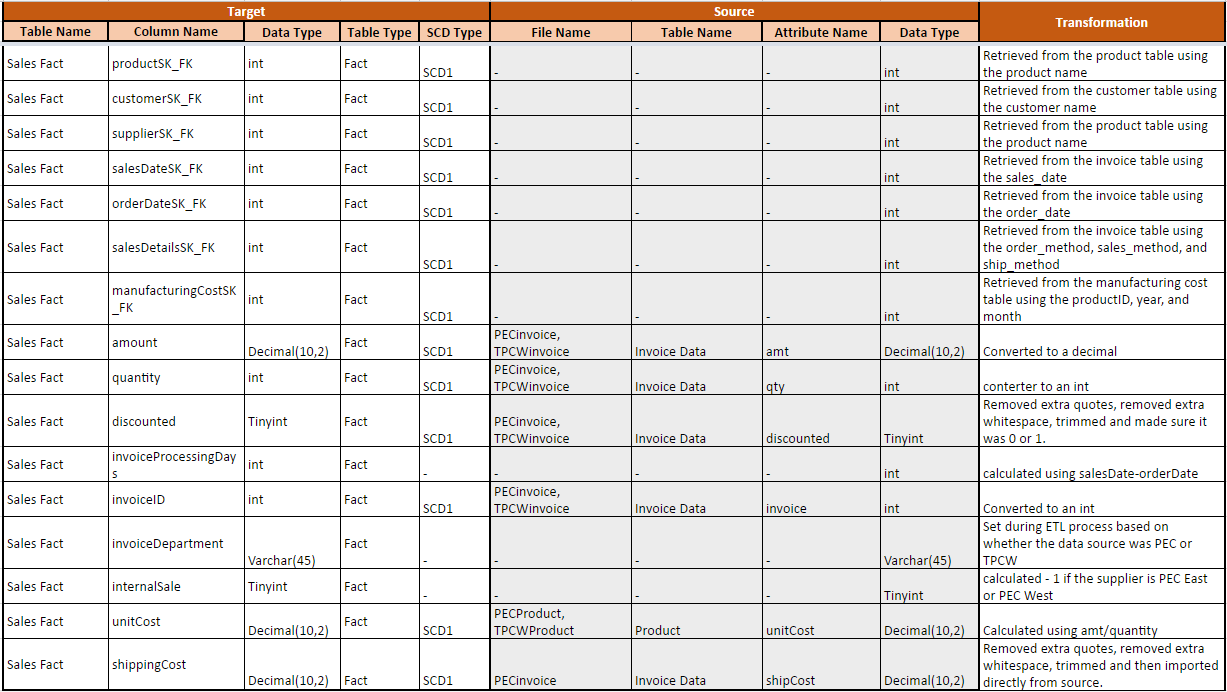 Target Source Transformation
Table Name Column Name Data Type Table Type SCD Type File Name Table Name Attribute Name Data Type
Sales Fact productSK_FK int Fact SCD1 - - - int Retrieved from the product table using
the product name
Sales Fact customerSK_FK int Fact SCD1 - - - int Retrieved from the customer table using
the customer name
Sales Fact supplierSK_FK int Fact SCD1 - - - int Retrieved from the product table using
the product name
Sales Fact salesDateSK_FK int Fact SCD1 - - - int Retrieved from the invoice table using
the sales_date
Sales Fact orderDateSK_FK int Fact SCD1 - - - int Retrieved from the invoice table using
the order_date
Sales Fact salesDetailsSK_FK int Fact SCD1 - - - int Retrieved from the invoice table using
the order_method, sales_method, and
ship_method
Sales Fact manufacturingCostSK
_FK int Fact SCD1 - - - int Retrieved from the manufacturing cost
table using the productID, year, and
month
Sales Fact amount Decimal(10,2) Fact SCD1 PECinvoice,
TPCWinvoice Invoice Data amt Decimal(10,2) Converted to a decimal
Sales Fact quantity int Fact SCD1 PECinvoice,
TPCWinvoice Invoice Data qty int conterter to an int
Sales Fact discounted Tinyint Fact SCD1 PECinvoice,
TPCWinvoice Invoice Data discounted Tinyint Removed extra quotes, removed extra
whitespace, trimmed and made sure it
was 0 or 1.
Sales Fact invoiceProcessingDay
s int Fact - - - - int calculated using salesDate-orderDate
Sales Fact invoiceID int Fact SCD1 PECinvoice,
TPCWinvoice Invoice Data invoice int Converted to an int
Sales Fact invoiceDepartment Varchar(45) Fact - - - - Varchar(45) Set during ETL process based on
whether the data source was PEC or
TPCW
Sales Fact internalSale Tinyint Fact - - - - Tinyint calculated - 1 if the supplier is PEC East
or PEC West
Sales Fact unitCost Decimal(10,2) Fact SCD1 PECProduct,
TPCWProduct Product unitCost Decimal(10,2) Calculated using amt/quantity
Sales Fact shippingCost Decimal(10,2) Fact SCD1 PECinvoice Invoice Data shipCost Decimal(10,2) Removed extra quotes, removed extra
whitespace, trimmed and then imported
directly from source.